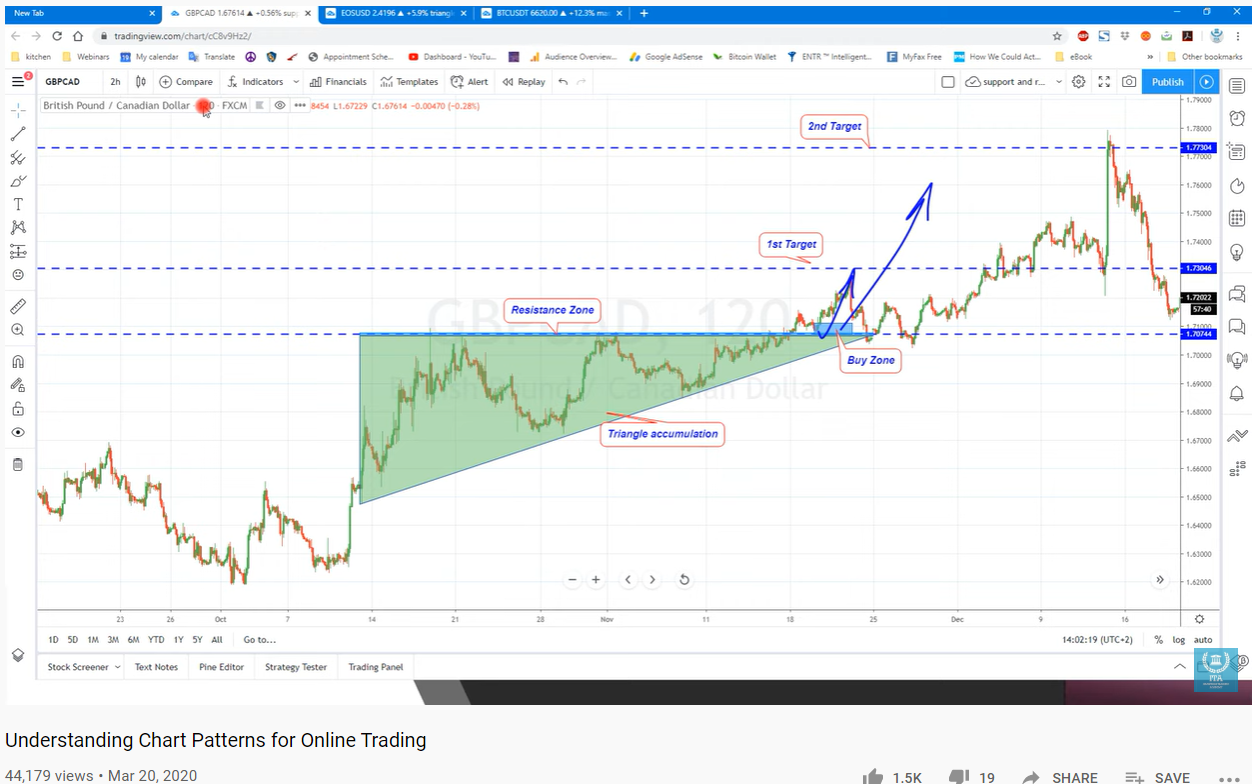 New Tab
GBPCAD 1.67614 ▲ +0.56% supp
EOSUSD 2.4196 ▲ +5.9% triangl
BTCUSDT 6620.00 ▲ +12.3% ma
tradingview.com/chart/cC8v9Hz2/
kitchen Webinars My calendar Translate Appointment Sche... Dashboard - YouTu... Audience Overview... Google AdSense Bitcoin Wallet ENTR ™ Intelligent... MyFax Free How We Could Act... eBook » Other bookmarks
2 GBPCAD 2h Compare Indicators Financials Templates Alert Replay support and r... Publish
British Pound / Canadian Dollar FXCM 8454 L1.67229 C1.67614 −0.00470 (−0.28%)
1.79000
2nd Target
1.78000
1.77304
1.77000
1.76000
1.75000
1st Target
1.74000
1.73046
GBPCAD, 120
1.72022
57:40
Resistance Zone
1.71000
1.70744
Buy Zone
1.70000
British Pound / Canadian Dollar
1.69000
1.68000
Triangle accumulation
1.67000
1.66000
1.65000
1.64000
1.63000
1.62000
23 26 Oct 7 14 21 28 Nov 11 18 25 Dec 9 16
1D 5D 1M 3M 6M YTD 1Y 5Y All Go to... 14:02:19 (UTC+2) % log auto
Stock Screener Text Notes Pine Editor Strategy Tester Trading Panel
ITA
Understanding Chart Patterns for Online Trading
44,179 views • Mar 20, 2020 1.5K 19 SHARE SAVE